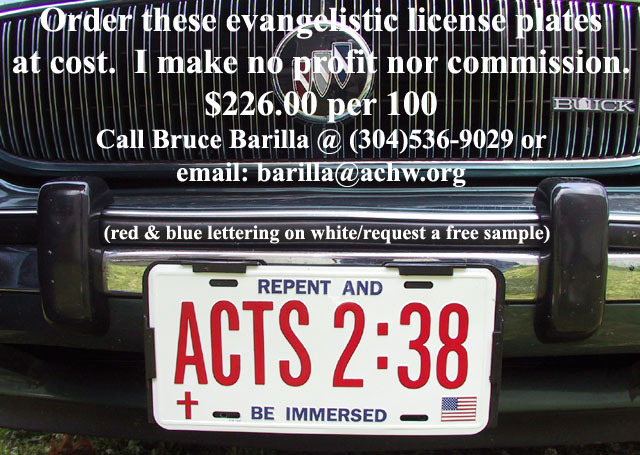 Order these evangelistic license plates
at cost. I make no profit nor commission.
$226.00 per 100
BUICK
Call Bruce Barilla @ (304)536-9029 or
email: barilla@achw.org
(red & blue lettering on white/request a free sample)
REPENT AND
ACTS 2:38
BE IMMERSED